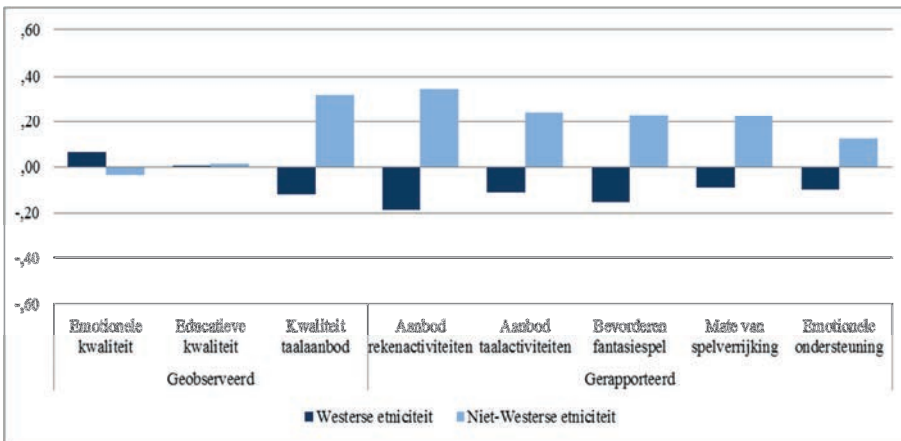 ,60
,40
,20
,00
-,20
-,40
-,60
Emotionele kwaliteit
Educatieve kwaliteit
Kwaliteit taalaanbod
Aanbod rekenactiviteiten
Aanbod taalactiviteiten
Bevorderen fantasiespel
Mate van spelverrijking
Emotionele ondersteuning
Geobserveerd
Gerapporteerd
Westerse etniciteit
Niet-Westerse etniciteit